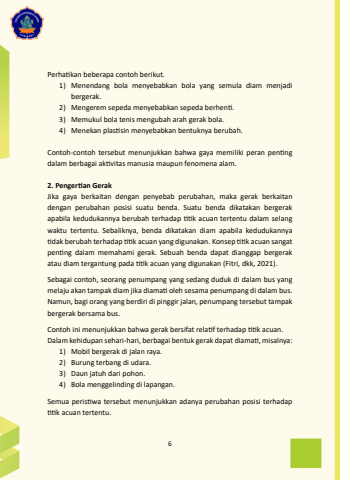 Perhatikan beberapa contoh berikut.
1) Menendang bola menyebabkan bola yang semula diam menjadi
bergerak.
2) Mengerem sepeda menyebabkan sepeda berhenti.
3) Memukul bola tenis mengubah arah gerak bola.
4) Menekan plastisin menyebabkan bentuknya berubah.
Contoh-contoh tersebut menunjukkan bahwa gaya memiliki peran penting
dalam berbagai aktivitas manusia maupun fenomena alam.
2. Pengertian Gerak
Jika gaya berkaitan dengan penyebab perubahan, maka gerak berkaitan
dengan perubahan posisi suatu benda. Suatu benda dikatakan bergerak
apabila kedudukannya berubah terhadap titik acuan tertentu dalam selang
waktu tertentu. Sebaliknya, benda dikatakan diam apabila kedudukannya
tidak berubah terhadap titik acuan yang digunakan. Konsep titik acuan sangat
penting dalam memahami gerak. Sebuah benda dapat dianggap bergerak
atau diam tergantung pada titik acuan yang digunakan (Fitri, dkk, 2021).
Sebagai contoh, seorang penumpang yang sedang duduk di dalam bus yang
melaju akan tampak diam jika diamati oleh sesama penumpang di dalam bus.
Namun, bagi orang yang berdiri di pinggir jalan, penumpang tersebut tampak
bergerak bersama bus.
Contoh ini menunjukkan bahwa gerak bersifat relatif terhadap titik acuan.
Dalam kehidupan sehari-hari, berbagai bentuk gerak dapat diamati, misalnya:
1) Mobil bergerak di jalan raya.
2) Burung terbang di udara.
3) Daun jatuh dari pohon.
4) Bola menggelinding di lapangan.
Semua peristiwa tersebut menunjukkan adanya perubahan posisi terhadap
titik acuan tertentu.
6